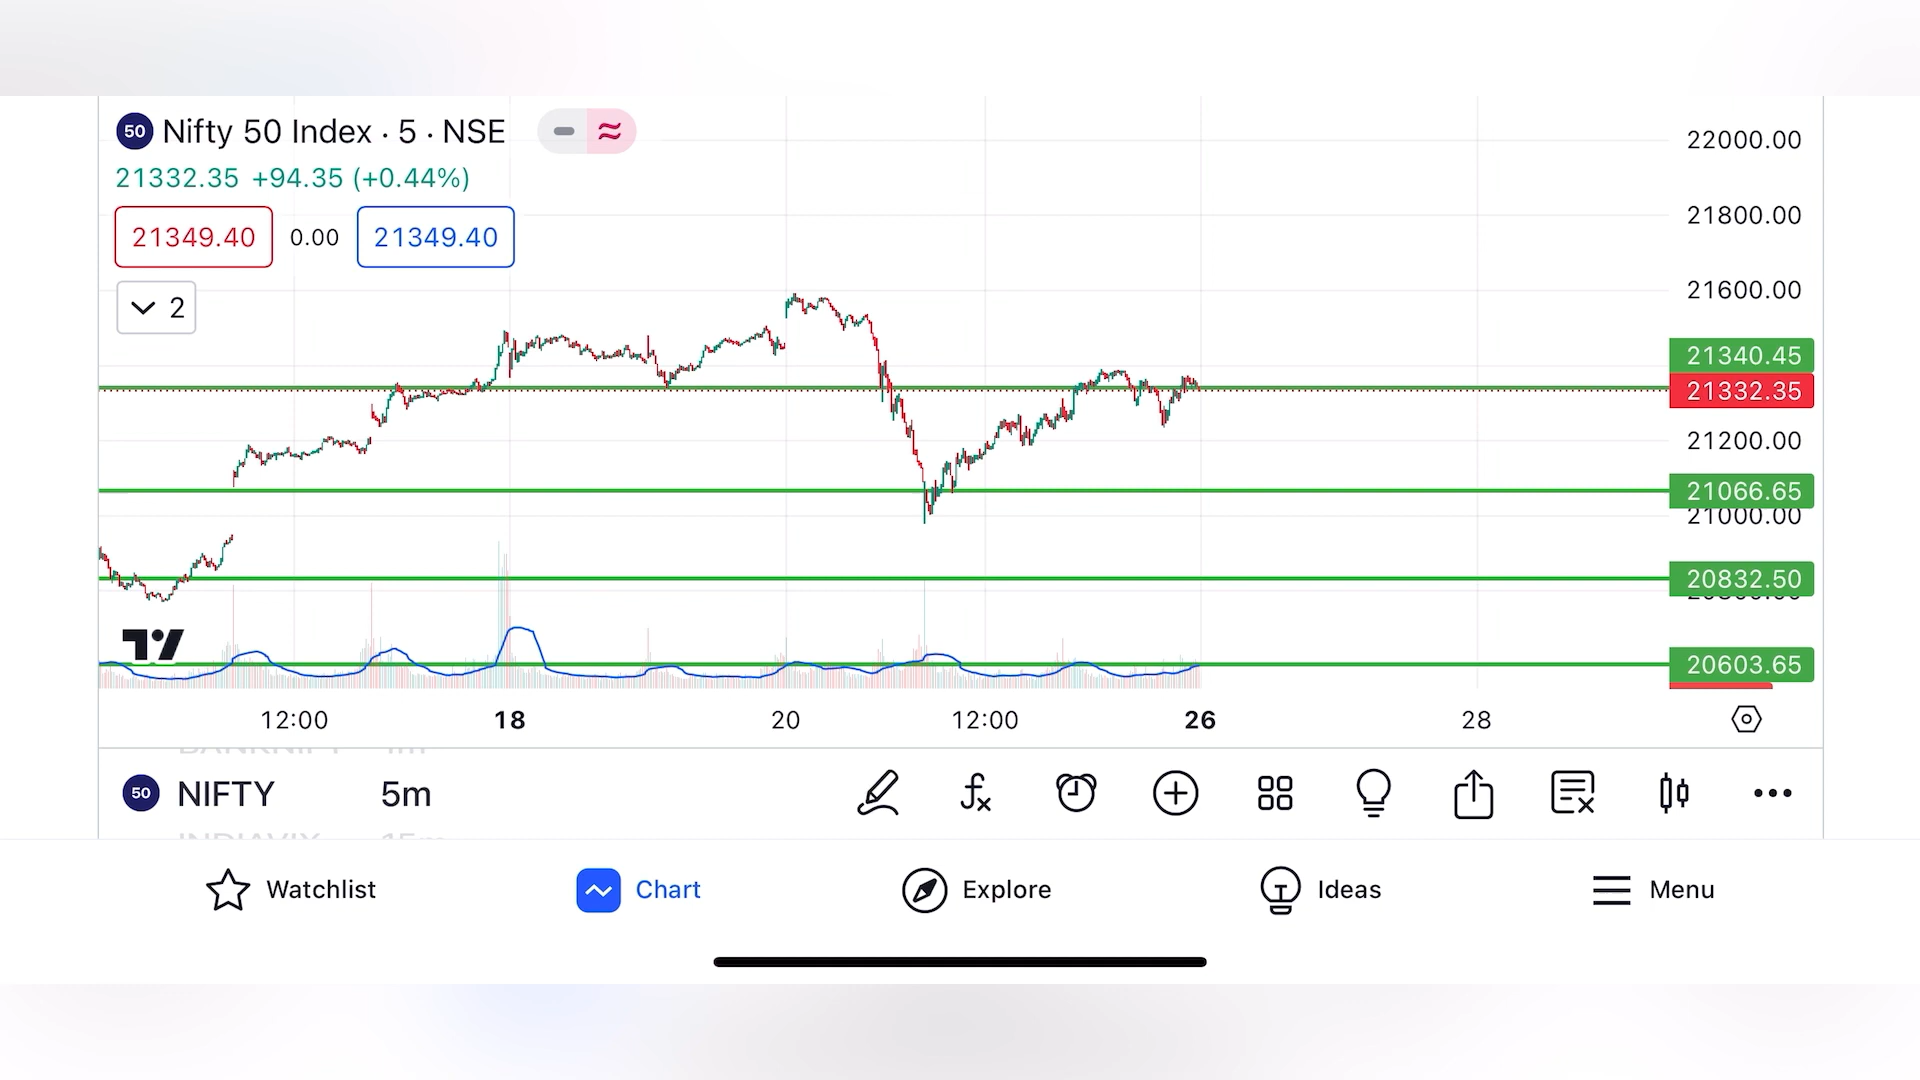 50 Nifty 50 Index · 5 · NSE
21332.35 +94.35 (+0.44%)
21349.40 0.00 21349.40
2
22000.00
21800.00
21600.00
21340.45
21332.35
21200.00
21066.65
21000.00
20832.50
20603.65
12:00 18 20 12:00 26 28
50 NIFTY 5m
Watchlist Chart Explore Ideas Menu